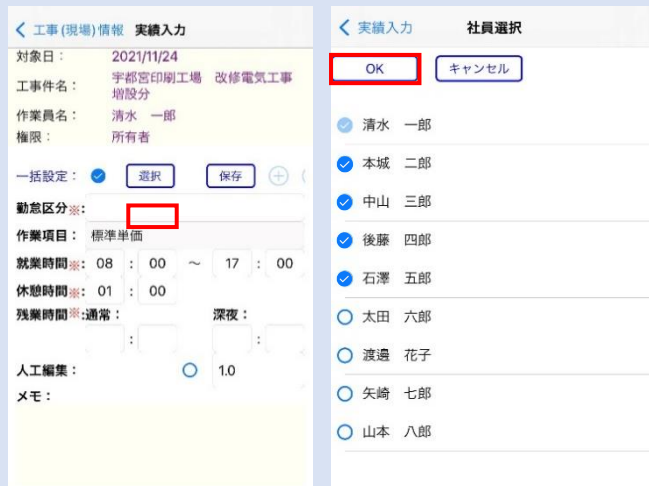 工事(現場)情報 実績入力
対象日： 2021/11/24
工事件名： 宇都宮印刷工場 改修電気工事
増設分
作業員名： 清水 一郎
権限： 所有者
一括設定： 選択 保存
勤怠区分※:
作業項目： 標準単価
就業時間※: 08 : 00 ～ 17 : 00
休憩時間※: 01 : 00
残業時間※:通常： 深夜：
: :
人工編集： 1.0
メモ：
実績入力 社員選択
OK キャンセル
清水 一郎
本城 二郎
中山 三郎
後藤 四郎
石澤 五郎
太田 六郎
渡邉 花子
矢崎 七郎
山本 八郎